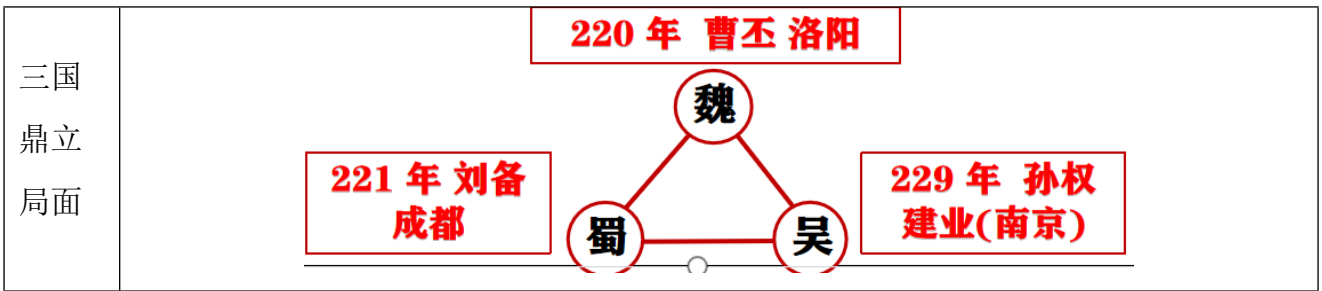 三国
鼎立
局面
220 年 曹丕 洛阳
魏
221 年 刘备
成都
229 年 孙权
建业(南京)
蜀
吴